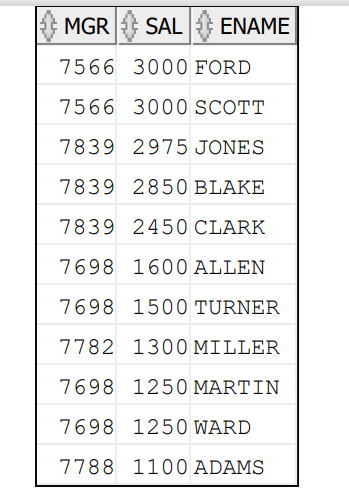 MGR SAL ENAME
7566 3000 FORD
7566 3000 SCOTT
7839 2975 JONES
7839 2850 BLAKE
7839 2450 CLARK
7698 1600 ALLEN
7698 1500 TURNER
7782 1300 MILLER
7698 1250 MARTIN
7698 1250 WARD
7788 1100 ADAMS